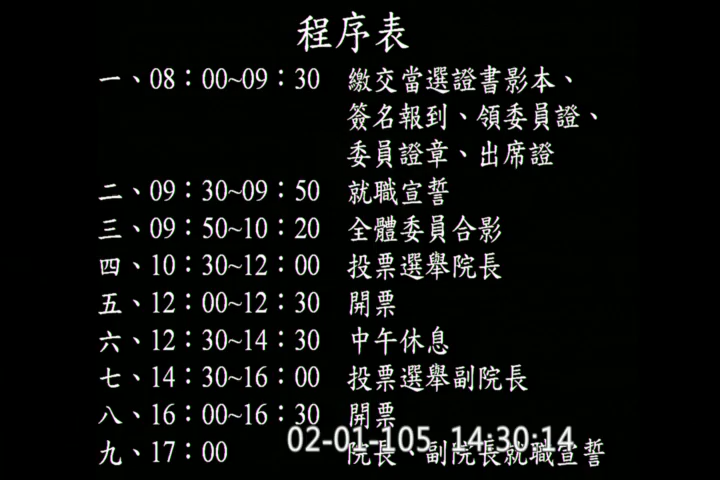 程序表
一、08：00~09：30 繳交當選證書影本、
簽名報到、領委員證、
委員證章、出席證
二、09：30~09：50 就職宣誓
三、09：50~10：20 全體委員合影
四、10：30~12：00 投票選舉院長
五、12：00~12：30 開票
六、12：30~14：30 中午休息
七、14：30~16：00 投票選舉副院長
八、16：00~16：30 開票
九、17：00 院長、副院長就職宣誓
02-01-105 14:30:14